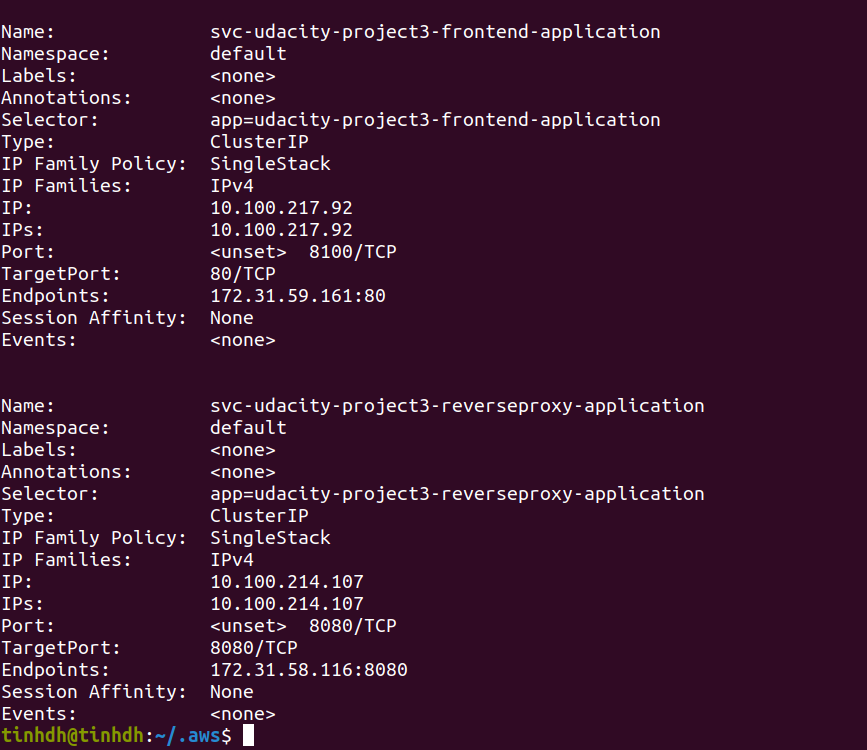 Name:              svc-udacity-project3-frontend-application
Namespace:         default
Labels:            <none>
Annotations:       <none>
Selector:          app=udacity-project3-frontend-application
Type:              ClusterIP
IP Family Policy:  SingleStack
IP Families:       IPv4
IP:                10.100.217.92
IPs:               10.100.217.92
Port:              <unset>  8100/TCP
TargetPort:        80/TCP
Endpoints:         172.31.59.161:80
Session Affinity:  None
Events:            <none>
Name:              svc-udacity-project3-reverseproxy-application
Namespace:         default
Labels:            <none>
Annotations:       <none>
Selector:          app=udacity-project3-reverseproxy-application
Type:              ClusterIP
IP Family Policy:  SingleStack
IP Families:       IPv4
IP:                10.100.214.107
IPs:               10.100.214.107
Port:              <unset>  8080/TCP
TargetPort:        8080/TCP
Endpoints:         172.31.58.116:8080
Session Affinity:  None
Events:            <none>
tinhdh@tinhdh:~/.aws$